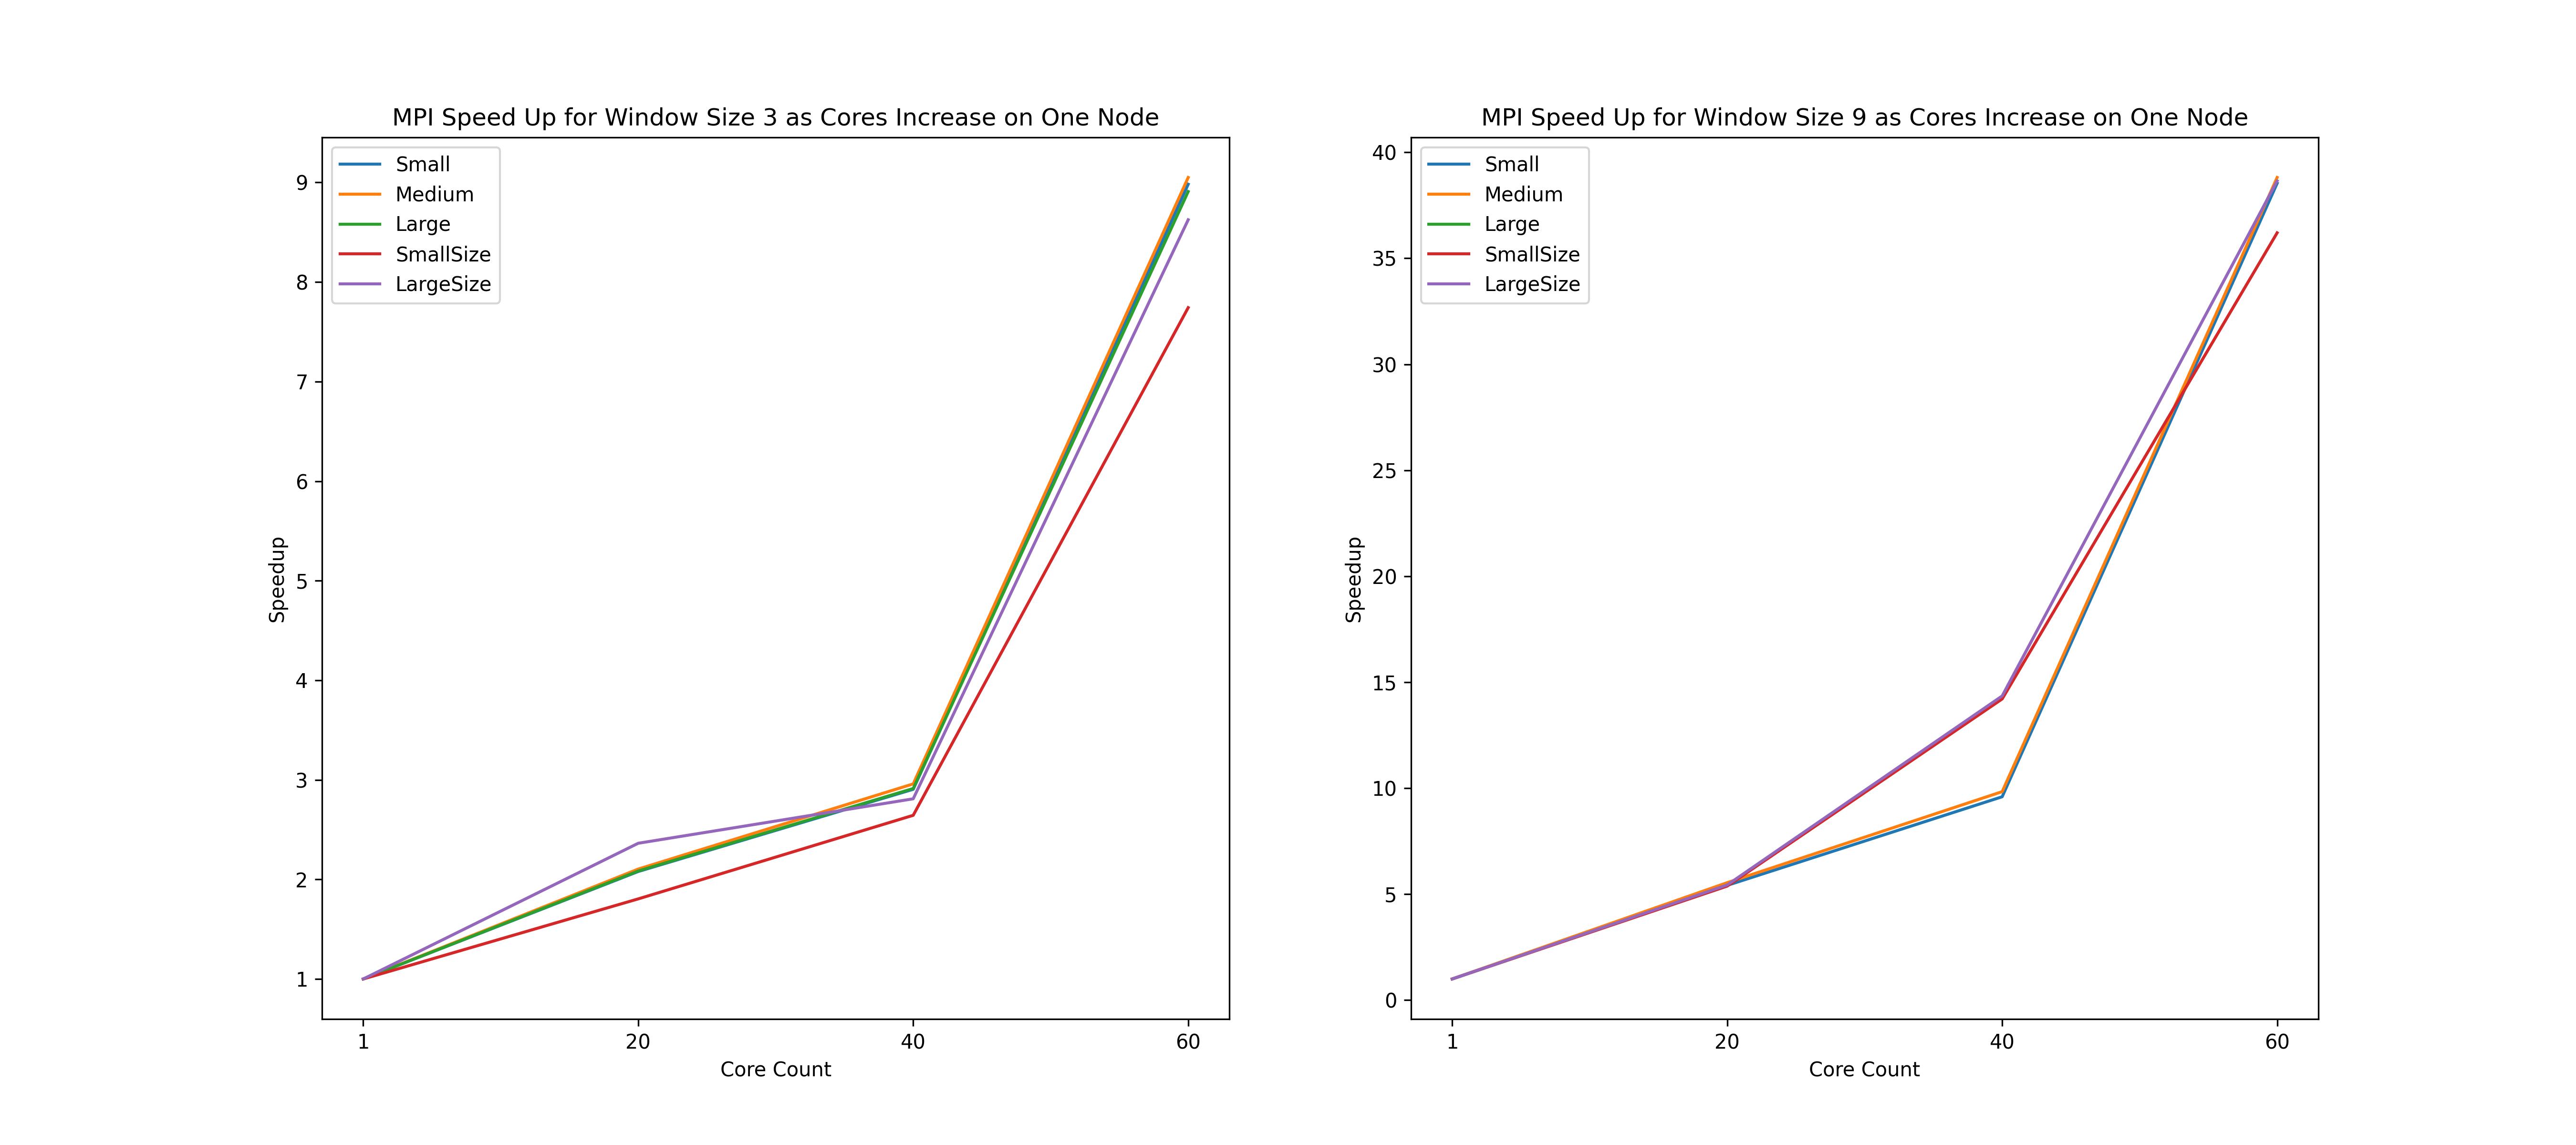 MPI Speed Up for Window Size 3 as Cores Increase on One Node
Small
Medium
Large
SmallSize
LargeSize
9
8
7
6
5
4
3
2
1
Speedup
1 20 40 60
Core Count
MPI Speed Up for Window Size 9 as Cores Increase on One Node
Small
Medium
Large
SmallSize
LargeSize
40
35
30
25
20
15
10
5
0
Speedup
1 20 40 60
Core Count